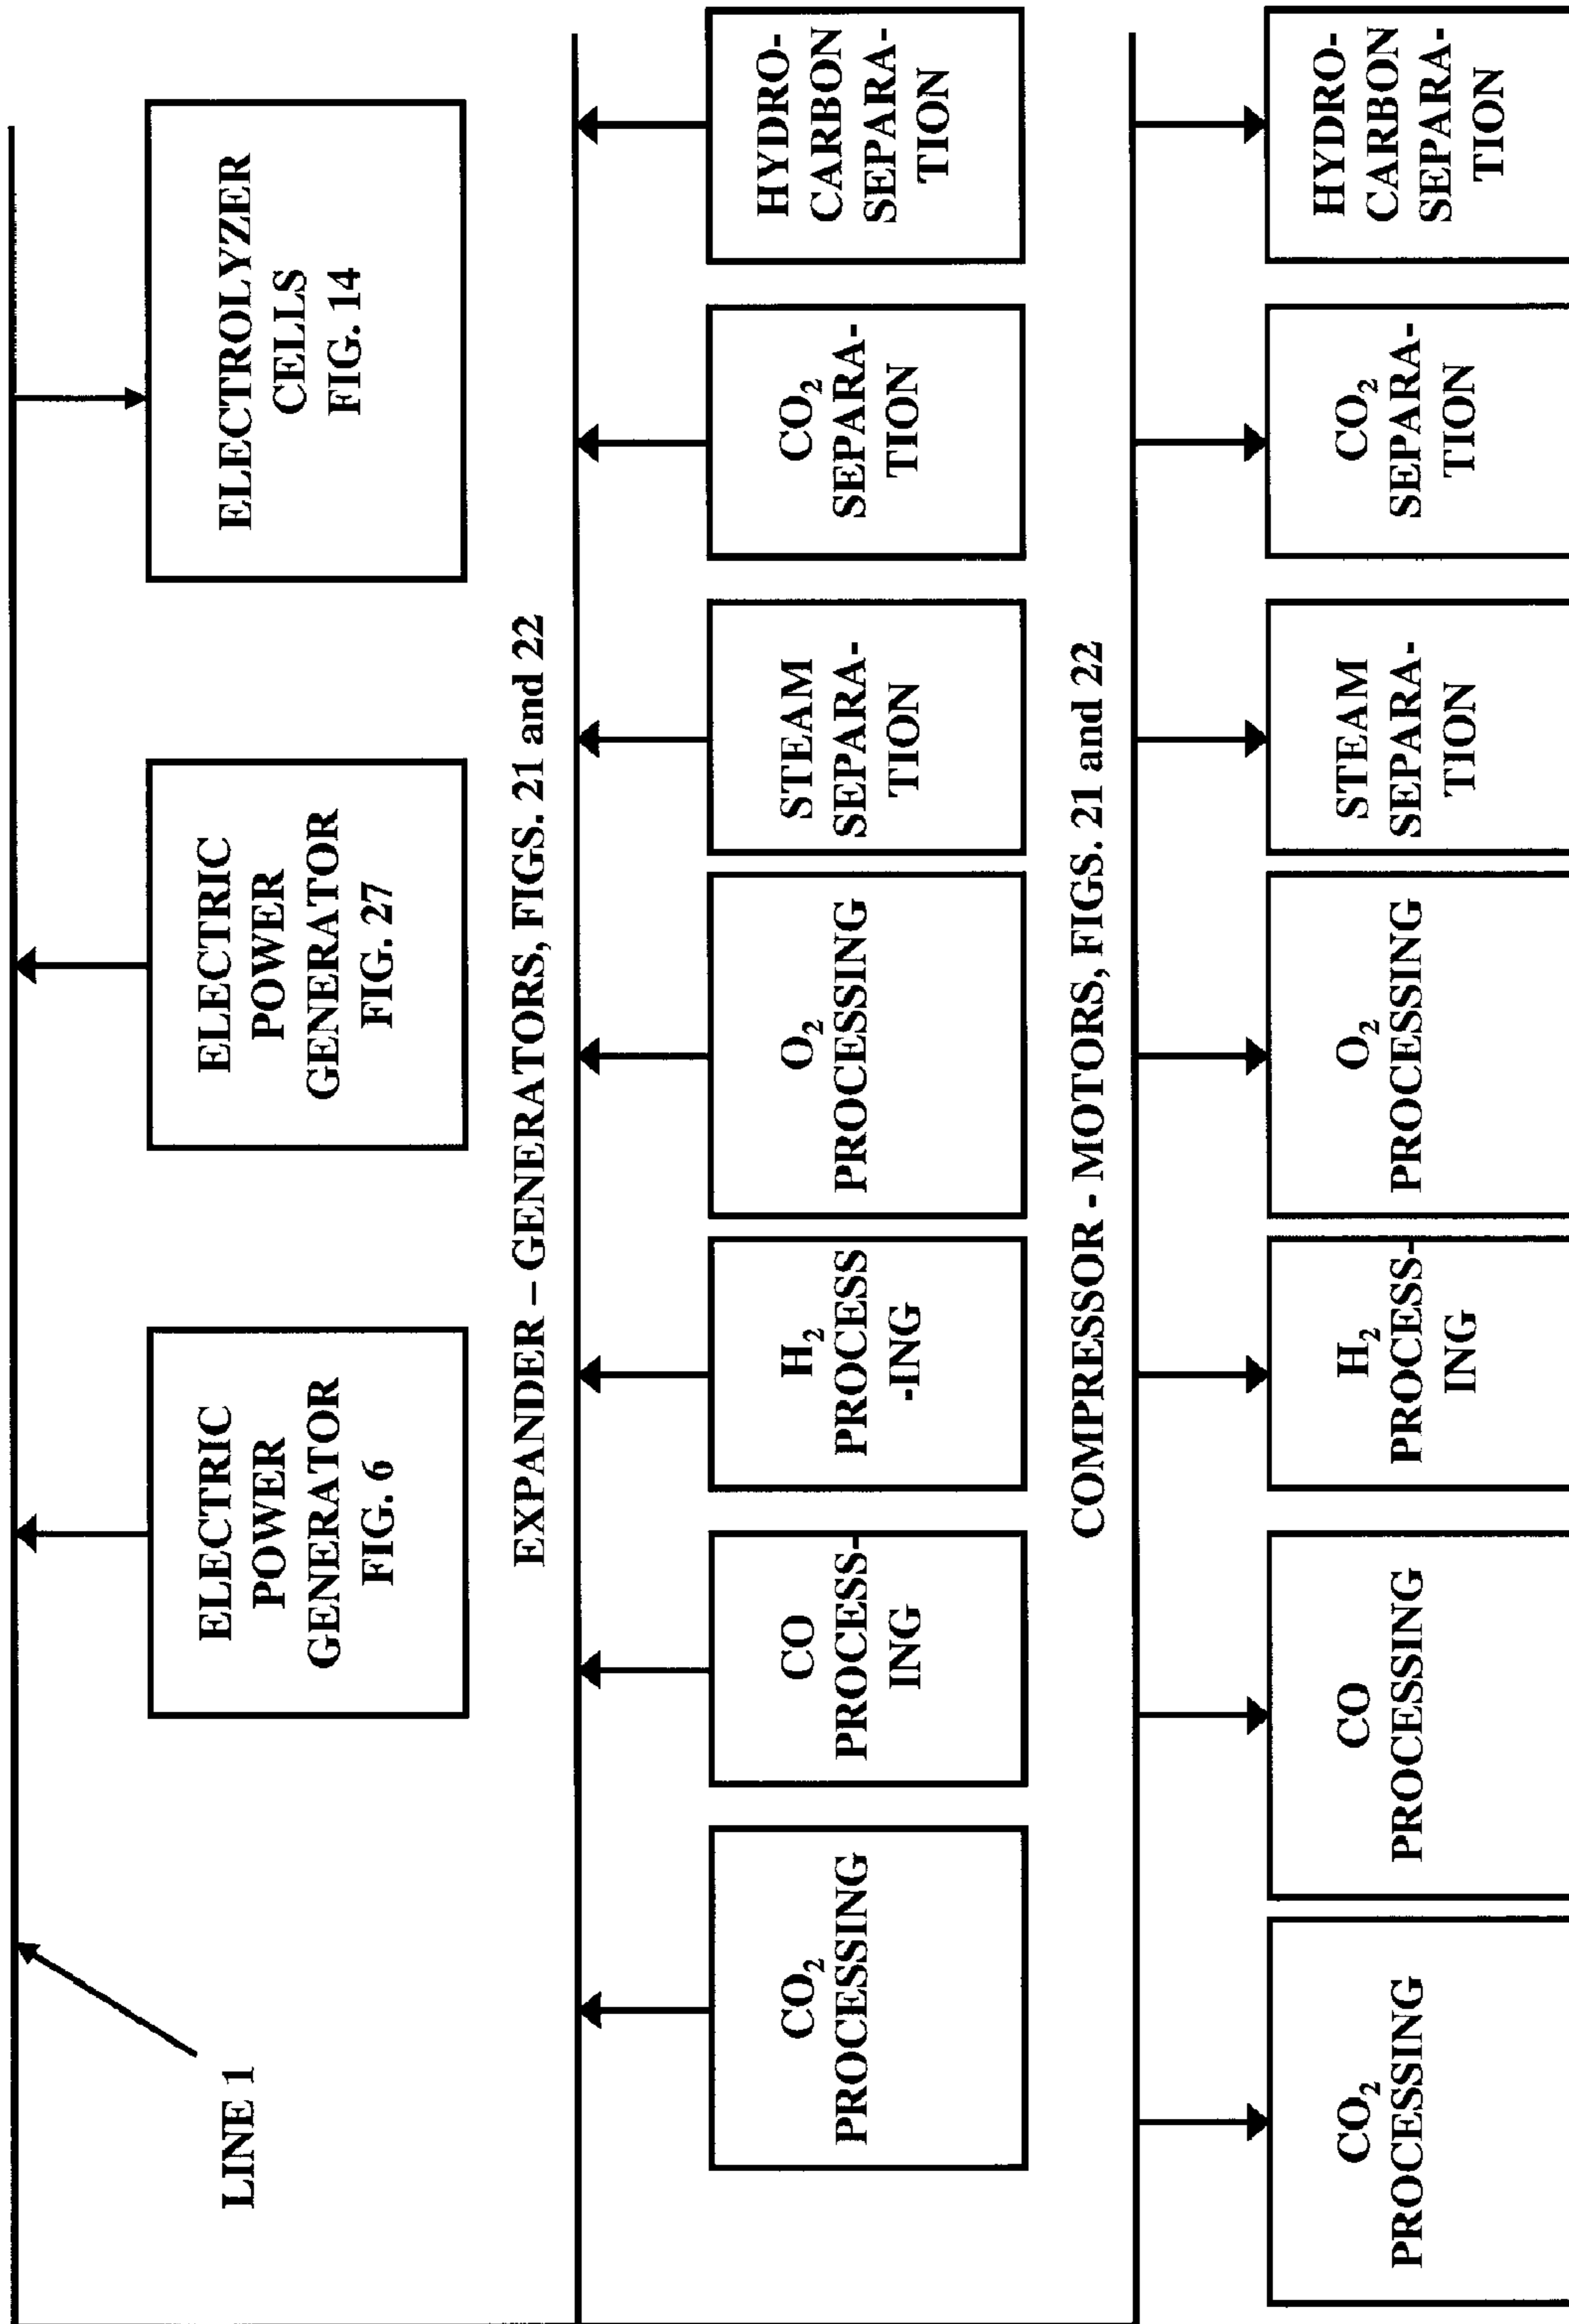 LINE 1
ELECTRIC
POWER
GENERATOR
FIG. 6
ELECTRIC
POWER
GENERATOR
FIG. 27
ELECTROLYZER
CELLS
FIG. 14
EXPANDER – GENERATORS, FIGS. 21 and 22
CO₂
PROCESSING
CO
PROCESS-
ING
H₂
PROCESS
-ING
O₂
PROCESSING
STEAM
SEPARA-
TION
CO₂
SEPARA-
TION
HYDRO-
CARBON
SEPARA-
TION
COMPRESSOR - MOTORS, FIGS. 21 and 22
CO₂
PROCESSING
CO
PROCESSING
H₂
PROCESS-
ING
O₂
PROCESSING
STEAM
SEPARA-
TION
CO₂
SEPARA-
TION
HYDRO-
CARBON
SEPARA-
TION